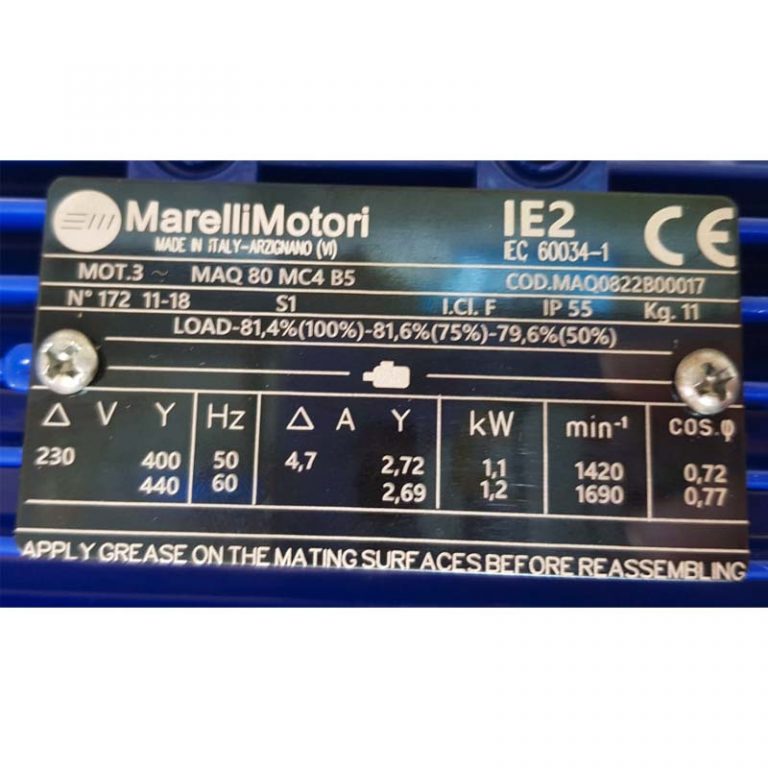 MarelliMotori IE2 CE
MADE IN ITALY-ARZIGNANO (VI) EC 60034-1
MOT.3 ~ MAQ 80 MC4 B5 COD.MAQ0822B00017
N° 172 11-18 S1 I.Cl. F IP 55 Kg. 11
LOAD-81,4%(100%)-81,6%(75%)-79,6%(50%)
Δ V Y Hz Δ A Y kW min⁻¹ cos.φ
230 400 50 4,7 2,72 1,1 1420 0,72
440 60 2,69 1,2 1690 0,77
APPLY GREASE ON THE MATING SURFACES BEFORE REASSEMBLING